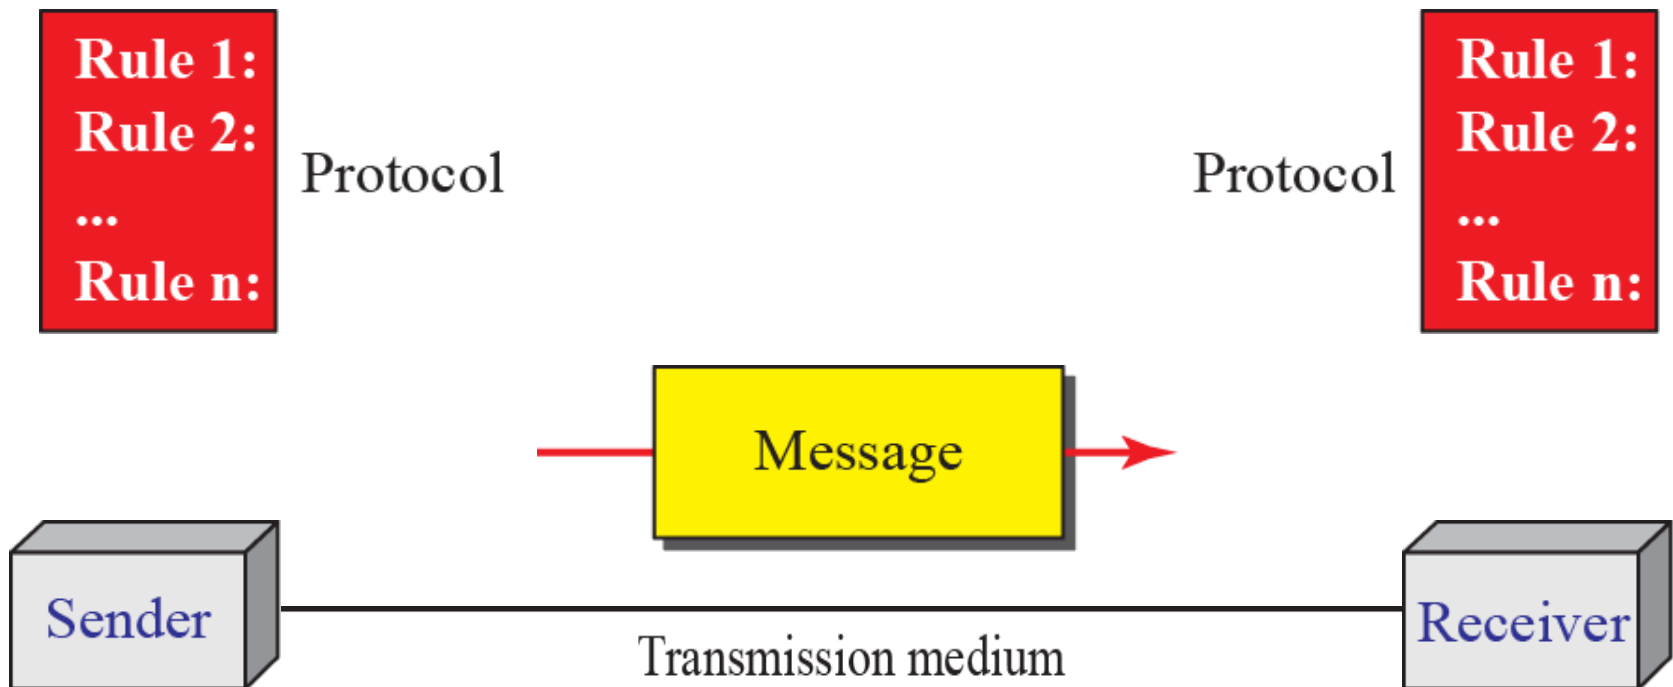 Rule 1:
Rule 2:
...
Rule n:
Protocol
Protocol
Rule 1:
Rule 2:
...
Rule n:
Message
Sender
Transmission medium
Receiver